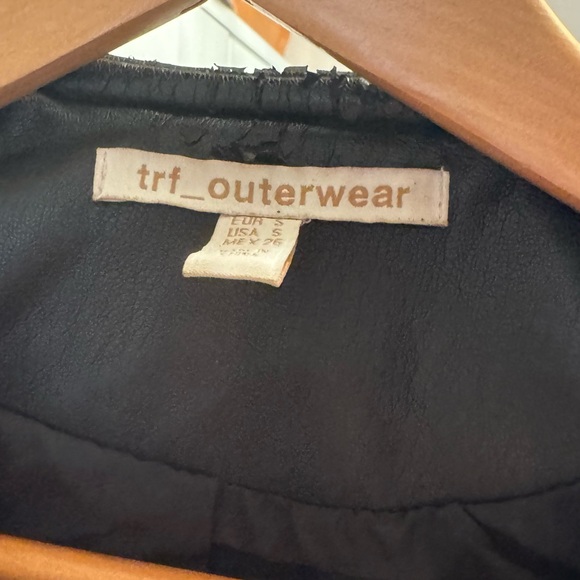 trf_outerwear
EUR S
USA S
MEX 26